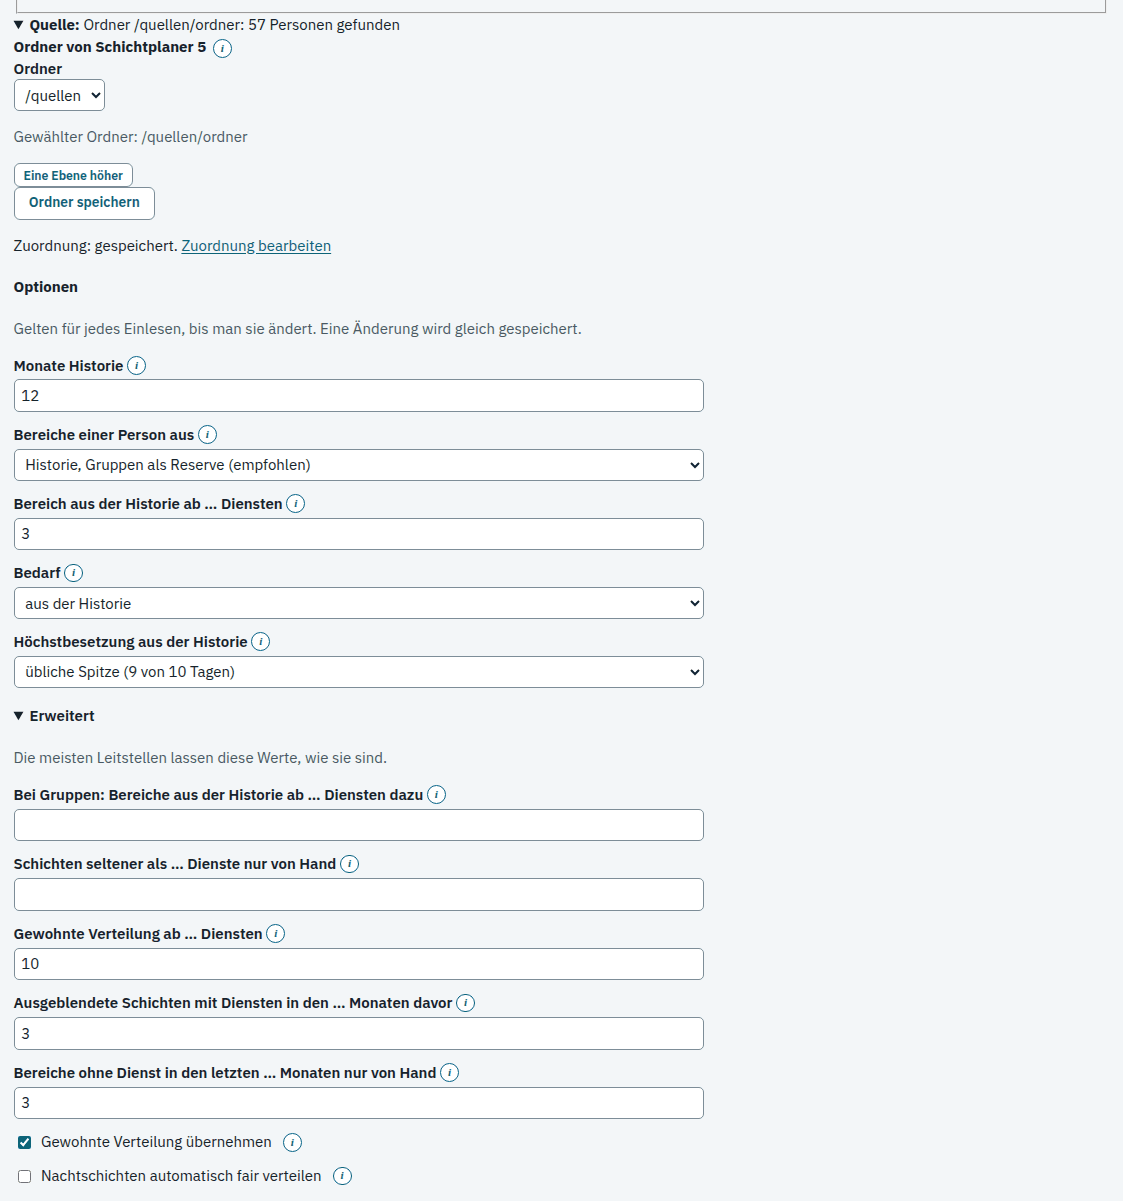 ▼ Quelle: Ordner /quellen/ordner: 57 Personen gefunden
Ordner von Schichtplaner 5 i
Ordner
/quellen
Gewählter Ordner: /quellen/ordner
Eine Ebene höher
Ordner speichern
Zuordnung: gespeichert. Zuordnung bearbeiten
Optionen
Gelten für jedes Einlesen, bis man sie ändert. Eine Änderung wird gleich gespeichert.
Monate Historie i
12
Bereiche einer Person aus i
Historie, Gruppen als Reserve (empfohlen)
Bereich aus der Historie ab ... Diensten i
3
Bedarf i
aus der Historie
Höchstbesetzung aus der Historie i
übliche Spitze (9 von 10 Tagen)
▼ Erweitert
Die meisten Leitstellen lassen diese Werte, wie sie sind.
Bei Gruppen: Bereiche aus der Historie ab ... Diensten dazu i
Schichten seltener als ... Dienste nur von Hand i
Gewohnte Verteilung ab ... Diensten i
10
Ausgeblendete Schichten mit Diensten in den ... Monaten davor i
3
Bereiche ohne Dienst in den letzten ... Monaten nur von Hand i
3
Gewohnte Verteilung übernehmen i
Nachtschichten automatisch fair verteilen i